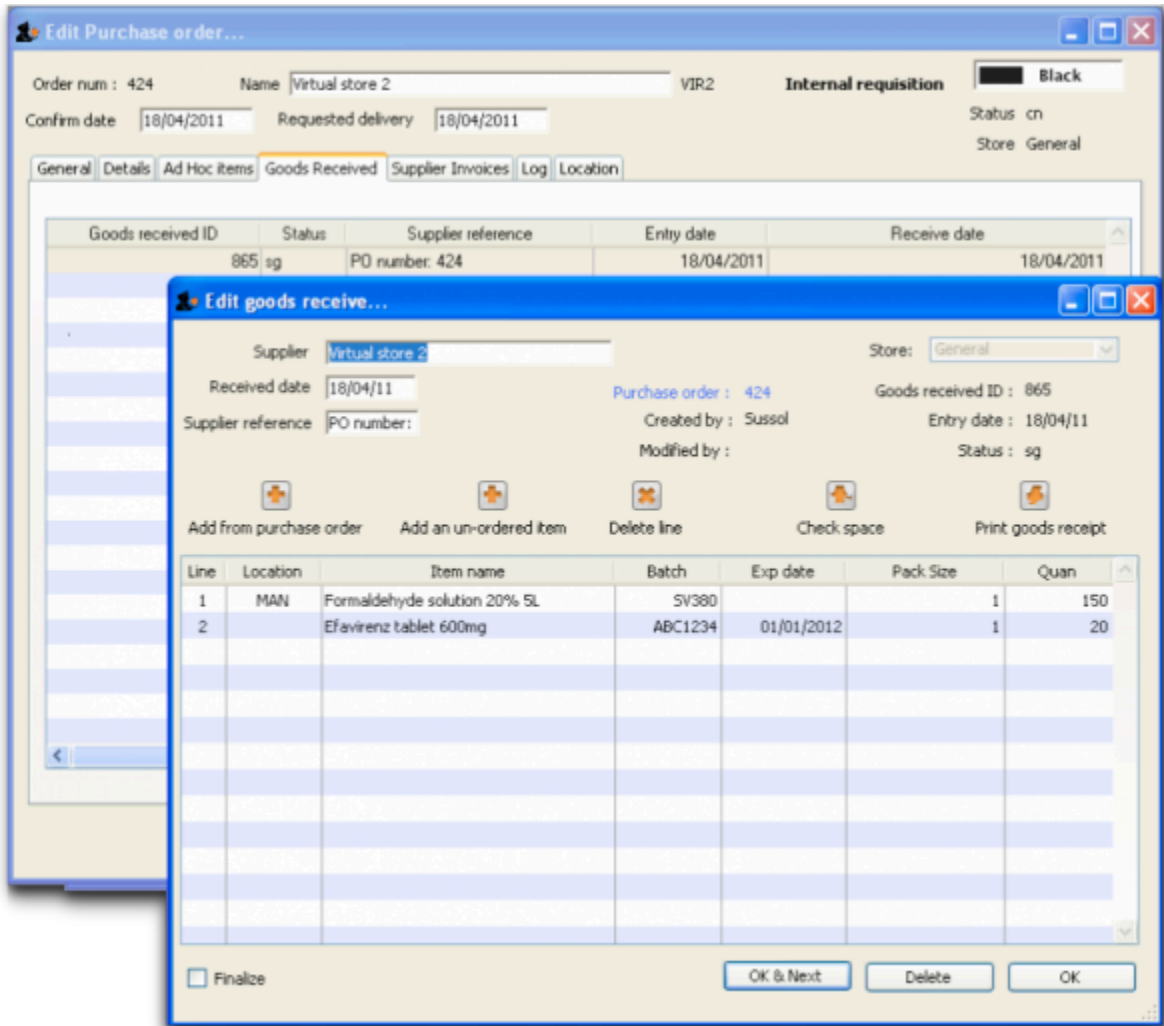 Edit Purchase order...
Order num : 424 Name Virtual store 2 VIR2 Internal requisition Black
Confirm date 18/04/2011 Requested delivery 18/04/2011 Status cn
Store General
General Details Ad Hoc items Goods Received Supplier Invoices Log Location
Goods received ID Status Supplier reference Entry date Receive date
865 sg PO number: 424 18/04/2011 18/04/2011
Edit goods receive...
Supplier Virtual store 2 Store: General
Received date 18/04/11 Purchase order : 424 Goods received ID : 865
Supplier reference PO number: Created by : Sussol Entry date : 18/04/11
Modified by : Status : sg
Add from purchase order Add an un-ordered item Delete line Check space Print goods receipt
Line Location Item name Batch Exp date Pack Size Quan
1 MAN Formaldehyde solution 20% 5L SV380 1 150
2 Efavirenz tablet 600mg ABC1234 01/01/2012 1 20
Finalize OK & Next Delete OK